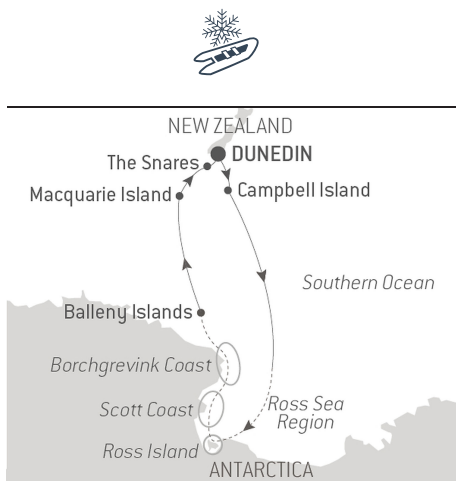 NEW ZEALAND
DUNEDIN
The Snares
Macquarie Island
Campbell Island
Southern Ocean
Balleny Islands
Borchgrevink Coast
Scott Coast
Ross Sea
Region
Ross Island
ANTARCTICA